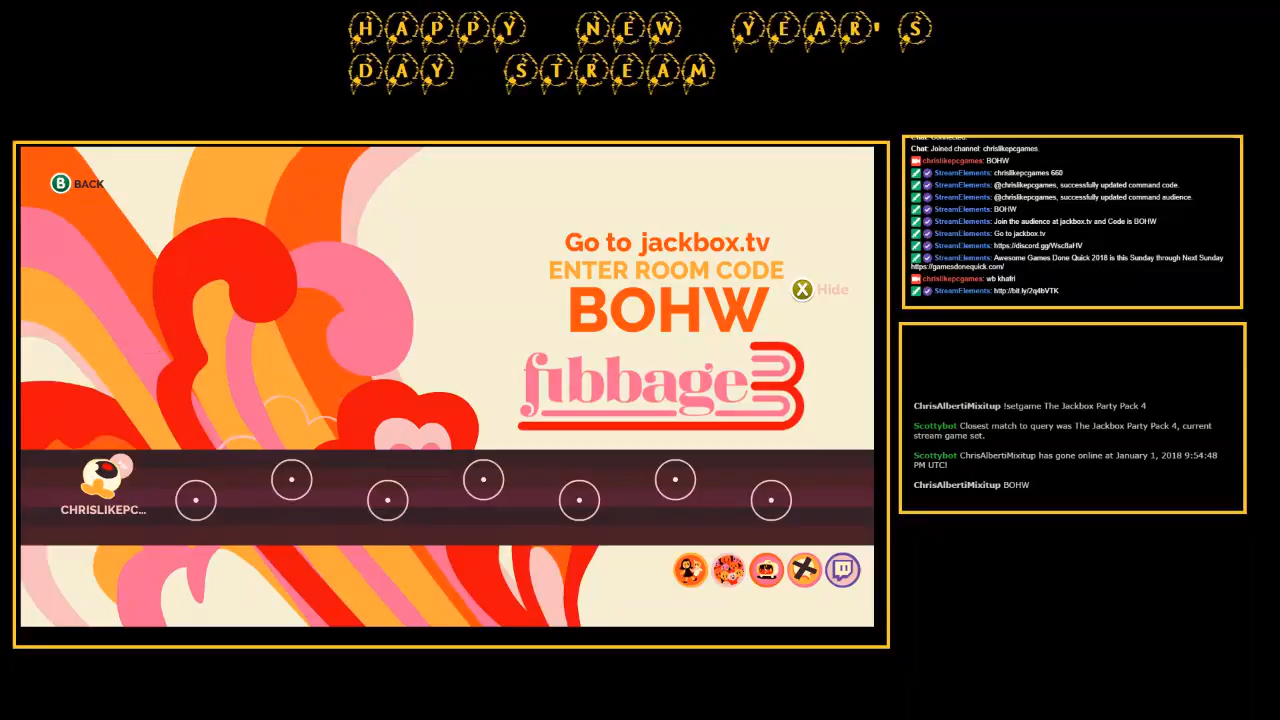 HAPPY NEW YEAR'S
DAY STREAM
B BACK
Go to jackbox.tv
ENTER ROOM CODE
BOHW
X Hide
fibbage 3
CHRISLIKEPC...
Chat: Connected.
Chat: Joined channel: chrislikepcgames.
chrislikepcgames: BOHW
StreamElements: chrislikepcgames 660
StreamElements: @chrislikepcgames, successfully updated command code.
StreamElements: @chrislikepcgames, successfully updated command audience.
StreamElements: BOHW
StreamElements: Join the audience at jackbox.tv and Code is BOHW
StreamElements: Go to jackbox.tv
StreamElements: https://discord.gg/Wsc8aHV
StreamElements: Awesome Games Done Quick 2018 is this Sunday through Next Sunday
https://gamesdonequick.com/
chrislikepcgames: wb khafri
StreamElements: http://bit.ly/2q4bVTK
ChrisAlbertiMixitup !setgame The Jackbox Party Pack 4
Scottybot Closest match to query was The Jackbox Party Pack 4, current
stream game set.
Scottybot ChrisAlbertiMixitup has gone online at January 1, 2018 9:54:48
PM UTC!
ChrisAlbertiMixitup BOHW